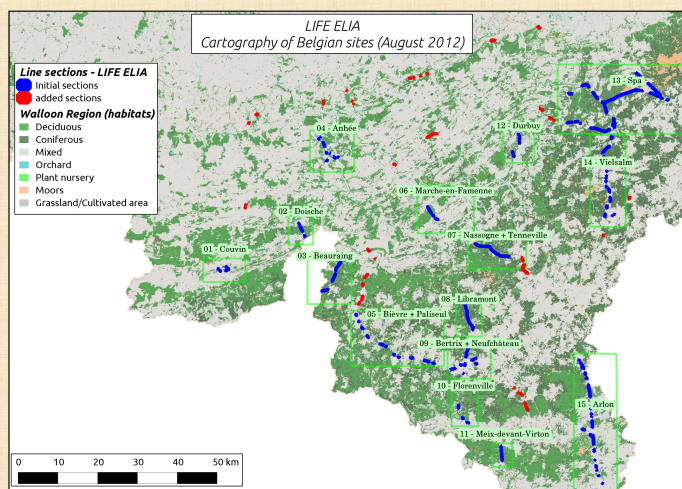 LIFE ELIA
Cartography of Belgian sites (August 2012)
Line sections - LIFE ELIA
Initial sections
added sections
Walloon Region (habitats)
Deciduous
Coniferous
Mixed
Orchard
Plant nursery
Moors
Grassland/Cultivated area
13 - Spa
04 - Anhée
12 - Durbuy
14 - Vielsalm
06 - Marche-en-Famenne
02 - Doische
07 - Nassogne + Tenneville
01 - Couvin
03 - Beauraing
08 - Libramont
05 - Bièvre + Paliseul
09 - Bertrix + Neufchâteau
10 - Florenville
15 - Arlon
11 - Meix-devant-Virton
0 10 20 30 40 50 km